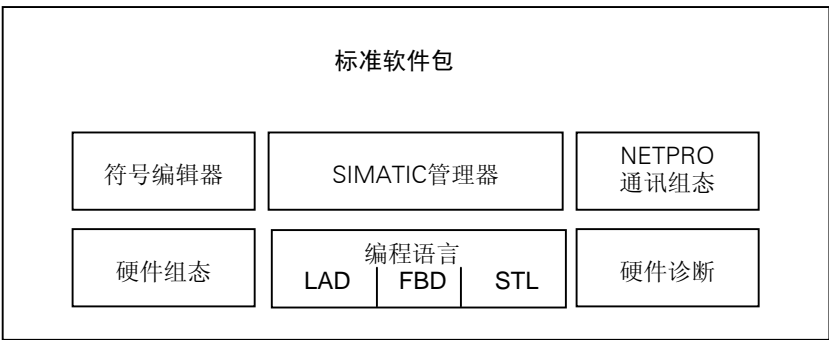 标准软件包
符号编辑器
SIMATIC管理器
NETPRO
通讯组态
硬件组态
编程语言
LAD FBD STL
硬件诊断